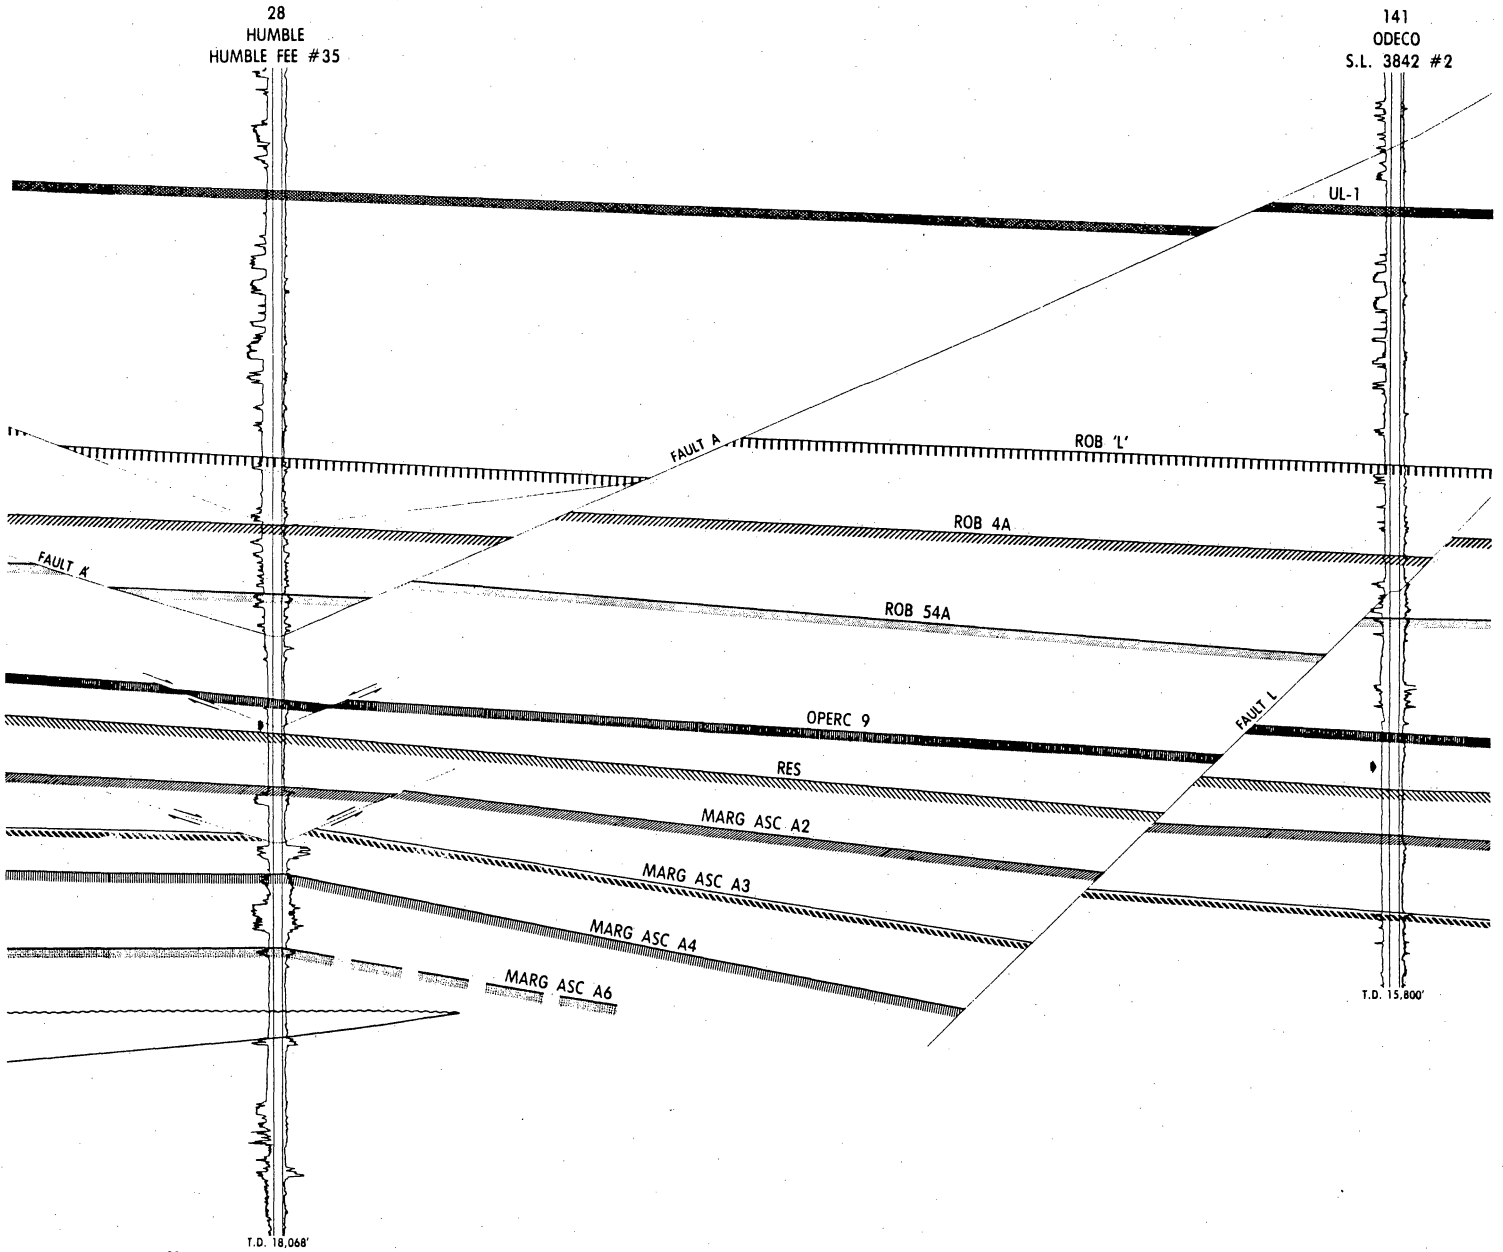 28
HUMBLE
HUMBLE FEE #35
141
ODECO
S.L. 3842 #2
UL-1
FAULT A
ROB 'L'
ROB 4A
FAULT A'
ROB 54A
OPERC 9
FAULT L
RES
MARG ASC A2
MARG ASC A3
MARG ASC A4
MARG ASC A6
T.D. 15,800'
T.D. 18,068'